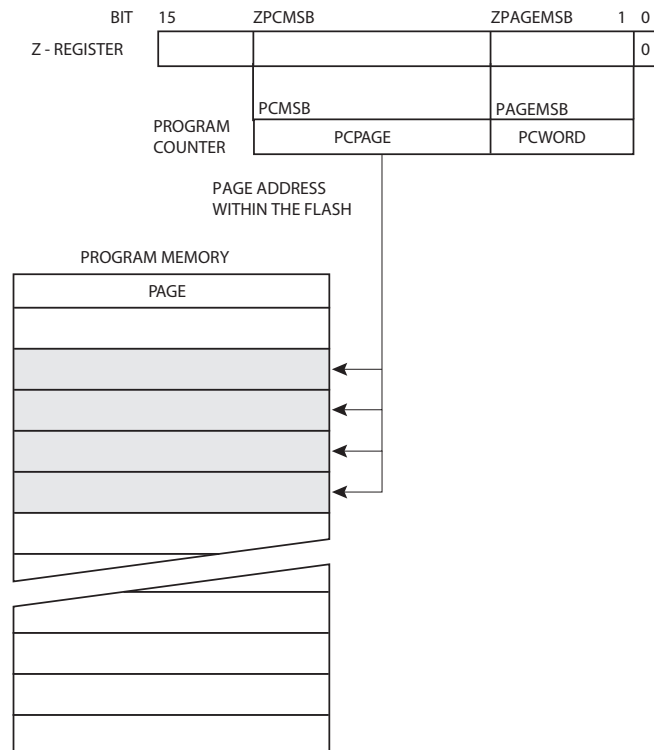 BIT 15 ZPCMSB ZPAGEMSB 1 0
Z - REGISTER 0
PCMSB PAGEMSB
PROGRAM
COUNTER
PCPAGE PCWORD
PAGE ADDRESS
WITHIN THE FLASH
PROGRAM MEMORY
PAGE